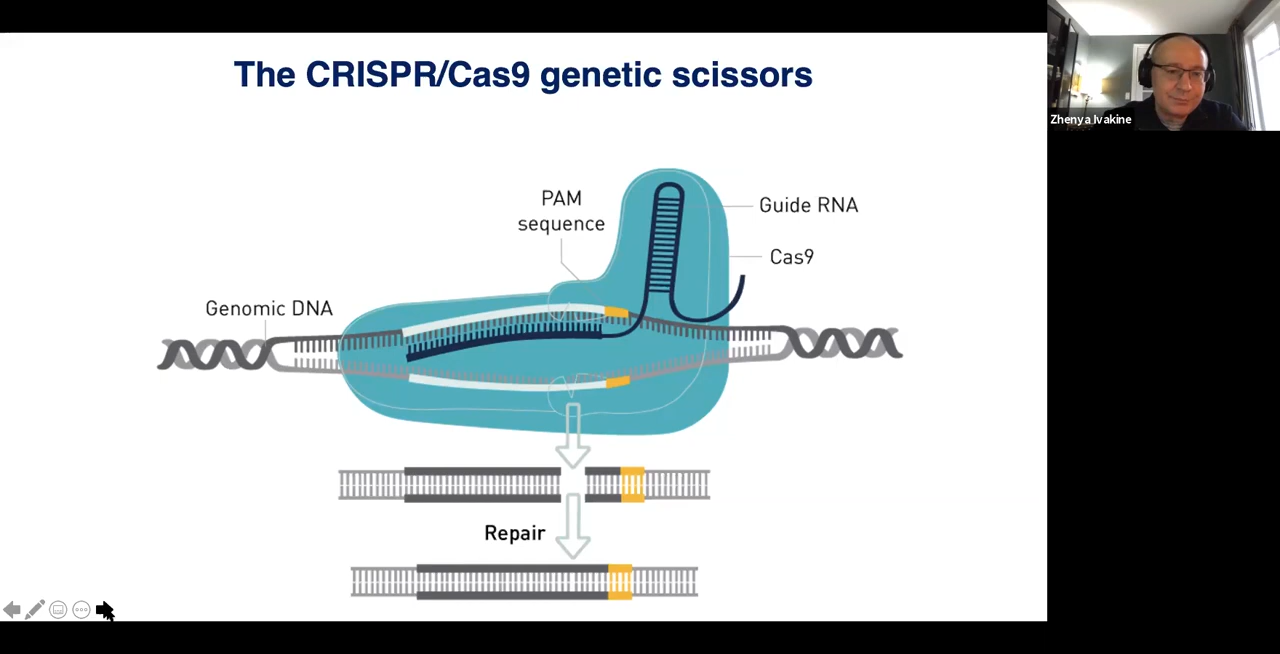 The CRISPR/Cas9 genetic scissors
Zhenya Ivakine
PAM
sequence
Guide RNA
Cas9
Genomic DNA
Repair